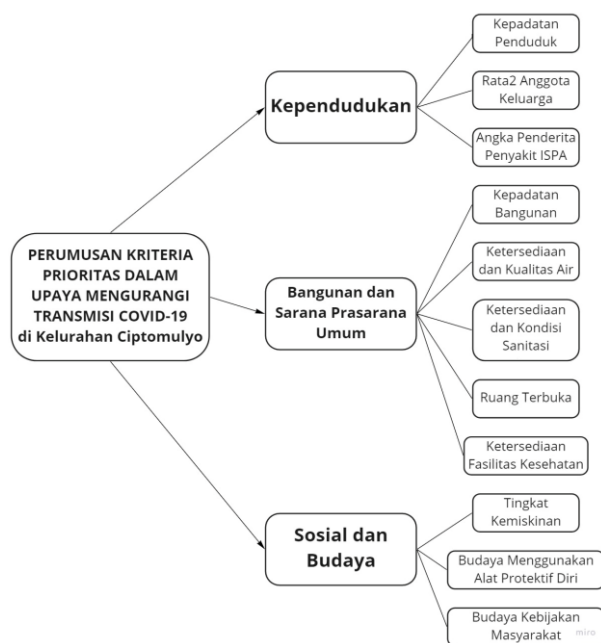 PERUMUSAN KRITERIA
PRIORITAS DALAM
UPAYA MENGURANGI
TRANSMISI COVID-19
di Kelurahan Ciptomulyo
Kependudukan
Kepadatan
Penduduk
Rata2 Anggota
Keluarga
Angka Penderita
Penyakit ISPA
Bangunan dan
Sarana Prasarana
Umum
Kepadatan
Bangunan
Ketersediaan
dan Kualitas Air
Ketersediaan
dan Kondisi
Sanitasi
Ruang Terbuka
Ketersediaan
Fasilitas Kesehatan
Sosial dan
Budaya
Tingkat
Kemiskinan
Budaya Menggunakan
Alat Protektif Diri
Budaya Kebijakan
Masyarakat
miro